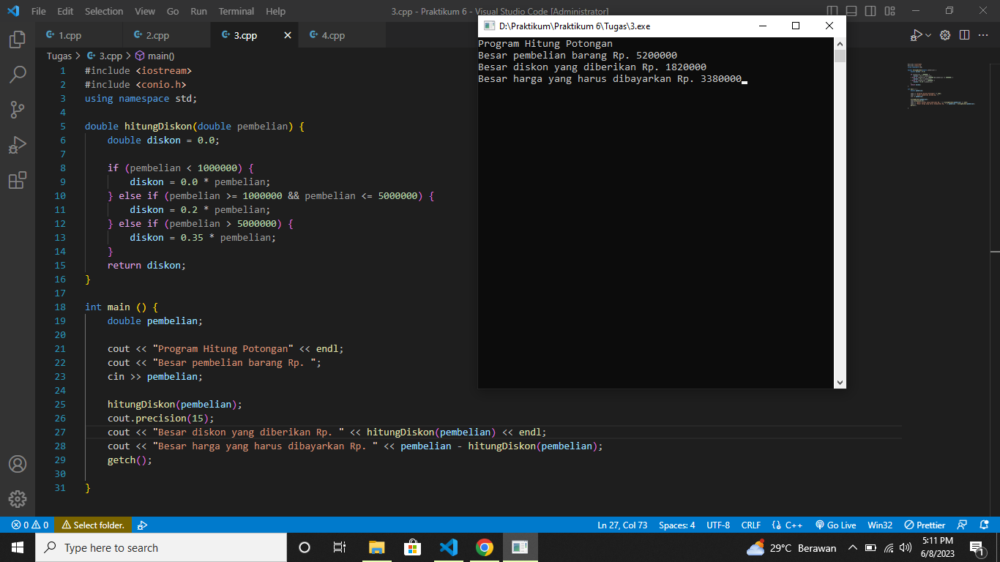 File Edit Selection View Go Run Terminal Help 3.cpp - Praktikum 6 - Visual Studio Code [Administrator]
1.cpp 2.cpp 3.cpp 4.cpp
Tugas > 3.cpp > main()
1 #include <iostream>
2 #include <conio.h>
3 using namespace std;
4
5 double hitungDiskon(double pembelian) {
6 double diskon = 0.0;
7
8 if (pembelian < 1000000) {
9 diskon = 0.0 * pembelian;
10 } else if (pembelian >= 1000000 && pembelian <= 5000000) {
11 diskon = 0.2 * pembelian;
12 } else if (pembelian > 5000000) {
13 diskon = 0.35 * pembelian;
14 }
15 return diskon;
16 }
17
18 int main () {
19 double pembelian;
20
21 cout << "Program Hitung Potongan" << endl;
22 cout << "Besar pembelian barang Rp. ";
23 cin >> pembelian;
24
25 hitungDiskon(pembelian);
26 cout.precision(15);
27 cout << "Besar diskon yang diberikan Rp. " << hitungDiskon(pembelian) << endl;
28 cout << "Besar harga yang harus dibayarkan Rp. " << pembelian - hitungDiskon(pembelian);
29 getch();
30
31 }
D:\Praktikum\Praktikum 6\Tugas\3.exe
Program Hitung Potongan
Besar pembelian barang Rp. 5200000
Besar diskon yang diberikan Rp. 1820000
Besar harga yang harus dibayarkan Rp. 3380000
0 0 Select folder. Ln 27, Col 73 Spaces: 4 UTF-8 CRLF {} C++ Go Live Win32 Prettier
Type here to search 29°C Berawan 5:11 PM
6/8/2023
1